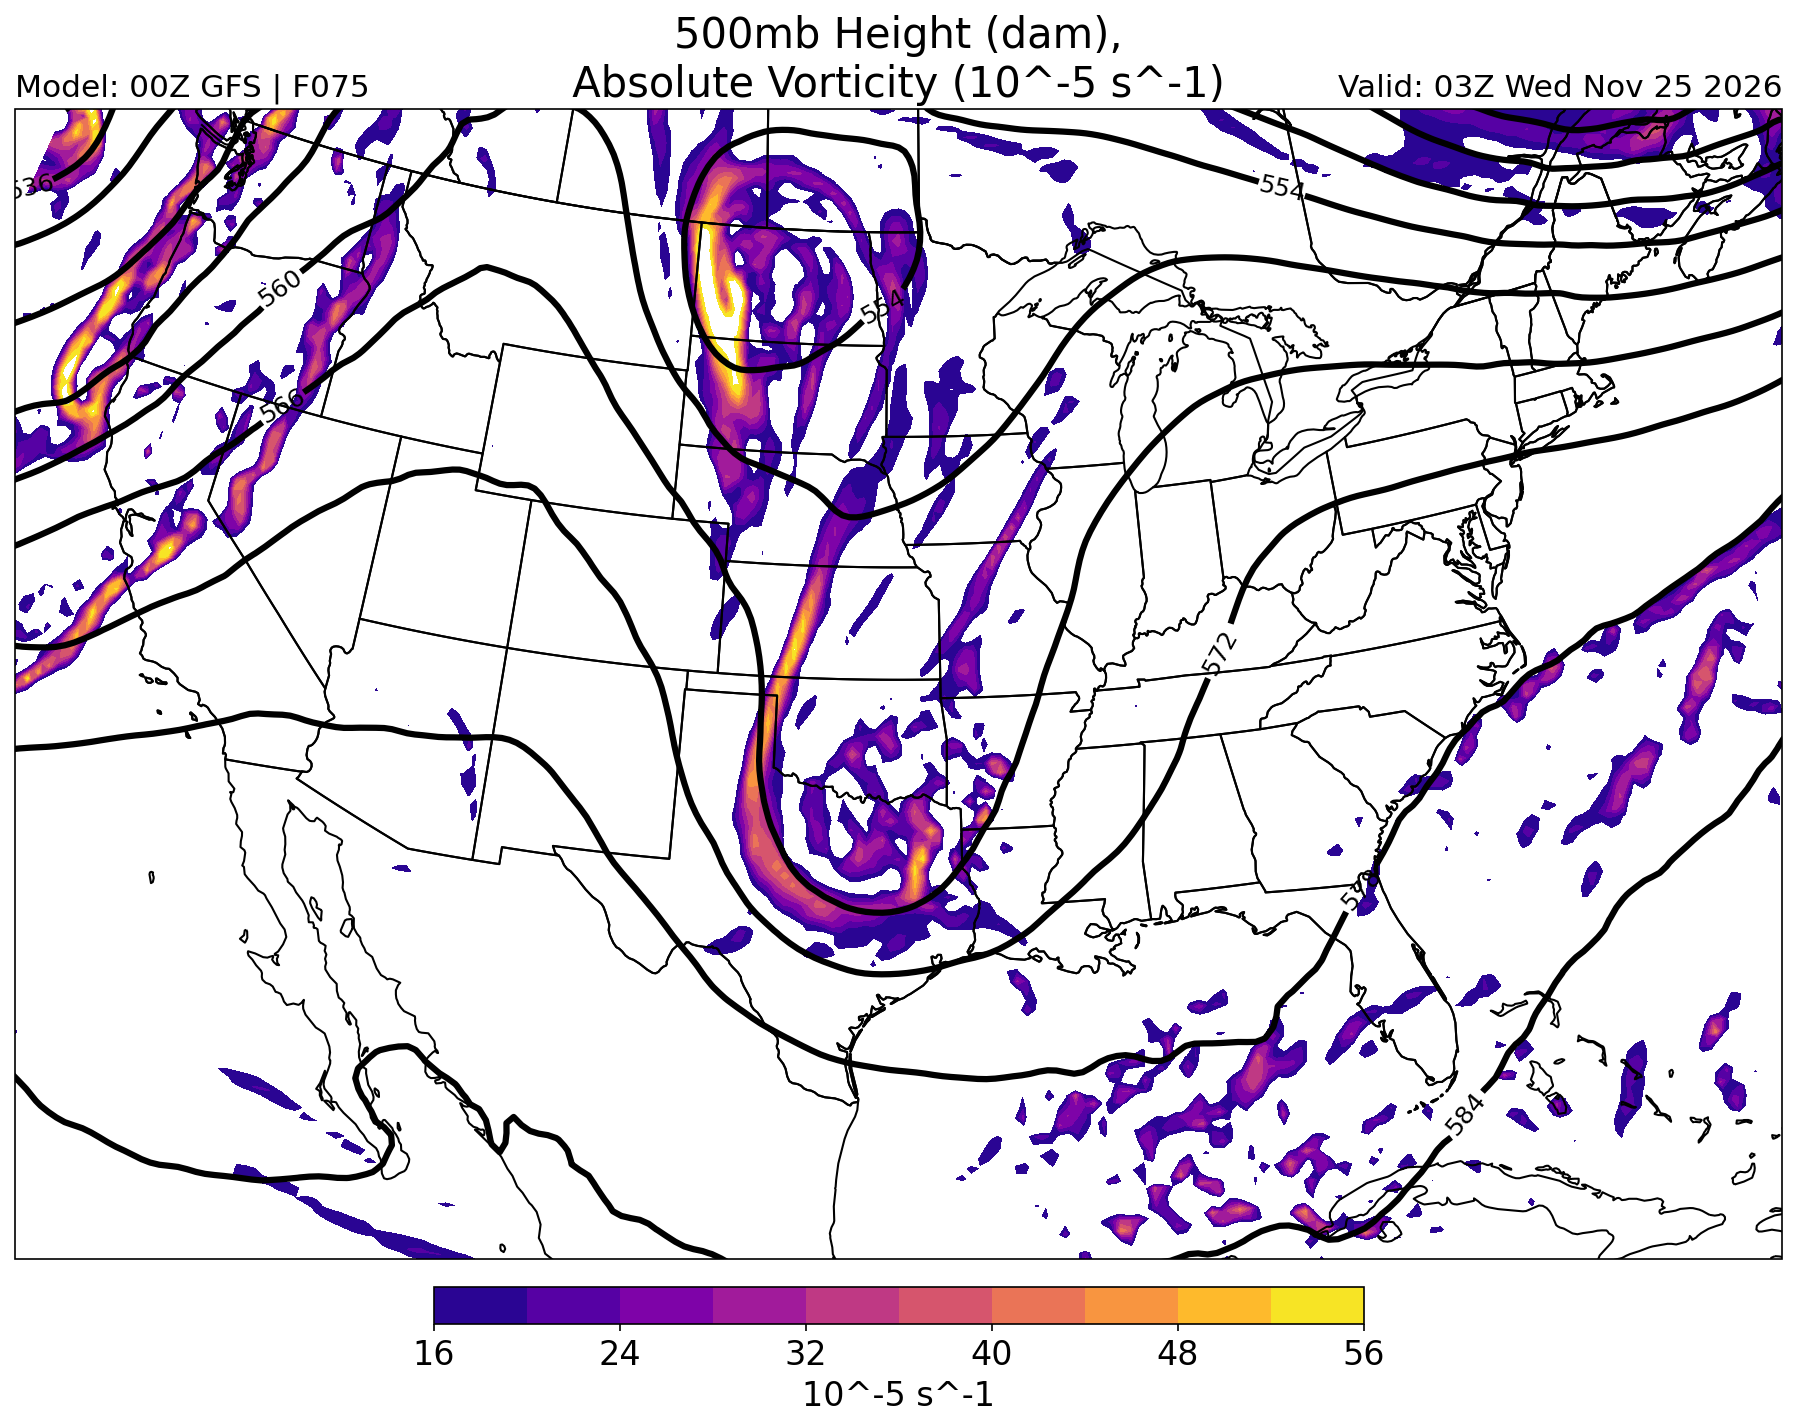 500mb Height (dam),
Absolute Vorticity (10^-5 s^-1)
Model: 00Z GFS | F075
Valid: 03Z Wed Nov 25 2026
536
554
560
554
566
572
578
584
16 24 32 40 48 56
10^-5 s^-1